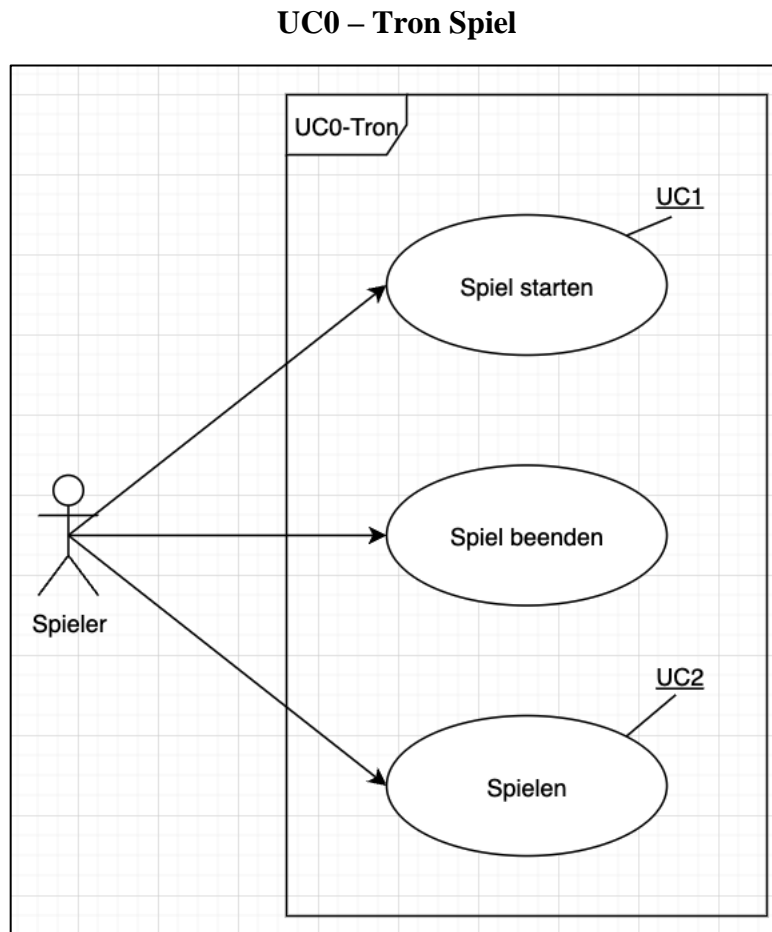 UC0 – Tron Spiel
UC0-Tron
UC1
Spiel starten
Spiel beenden
Spieler
UC2
Spielen